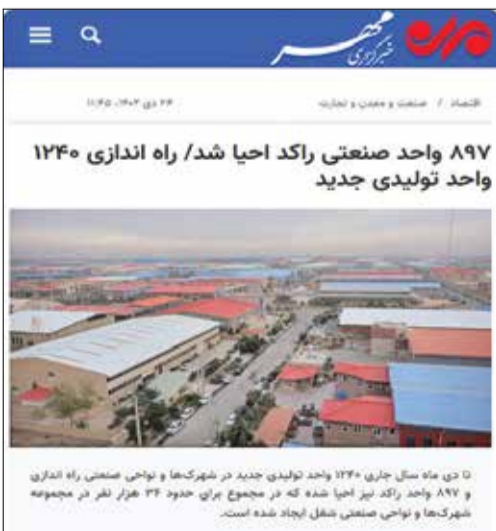 خبرگزاری مهر
اقتصاد / صنعت و معدن و تجارت
۲۴ دی ۱۴۰۲، ۱۱:۴۵
۸۹۷ واحد صنعتی راکد احیا شد/ راه اندازی ۱۲۴۰
واحد تولیدی جدید
تا دی ماه سال جاری ۱۲۴۰ واحد تولیدی جدید در شهرک‌ها و نواحی صنعتی راه اندازی
و ۸۹۷ واحد راکد نیز احیا شده که در مجموع برای حدود ۳۴ هزار نفر در مجموعه
شهرک‌ها و نواحی صنعتی شغل ایجاد شده است.